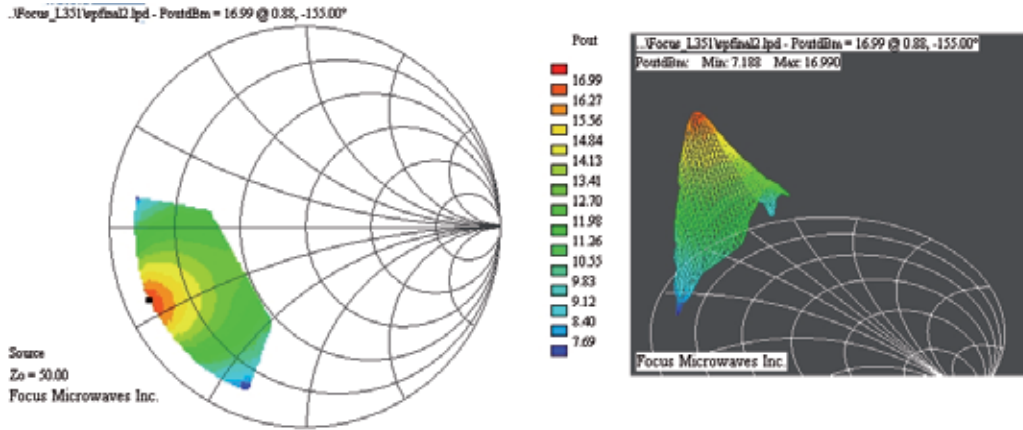 ..\Focus_L351\wpfinal2.lpd - PoutdBm = 16.99 @ 0.88, -155.00°
Pout
16.99
16.27
15.56
14.84
14.13
13.41
12.70
11.98
11.26
10.55
9.83
9.12
8.40
7.69
Source
Zo = 50.00
Focus Microwaves Inc.
...\Focus_L351\wpfinal2.lpd - PoutdBm = 16.99 @ 0.88, -155.00°
PoutdBm: Min: 7.188 Max: 16.990
Focus Microwaves Inc.